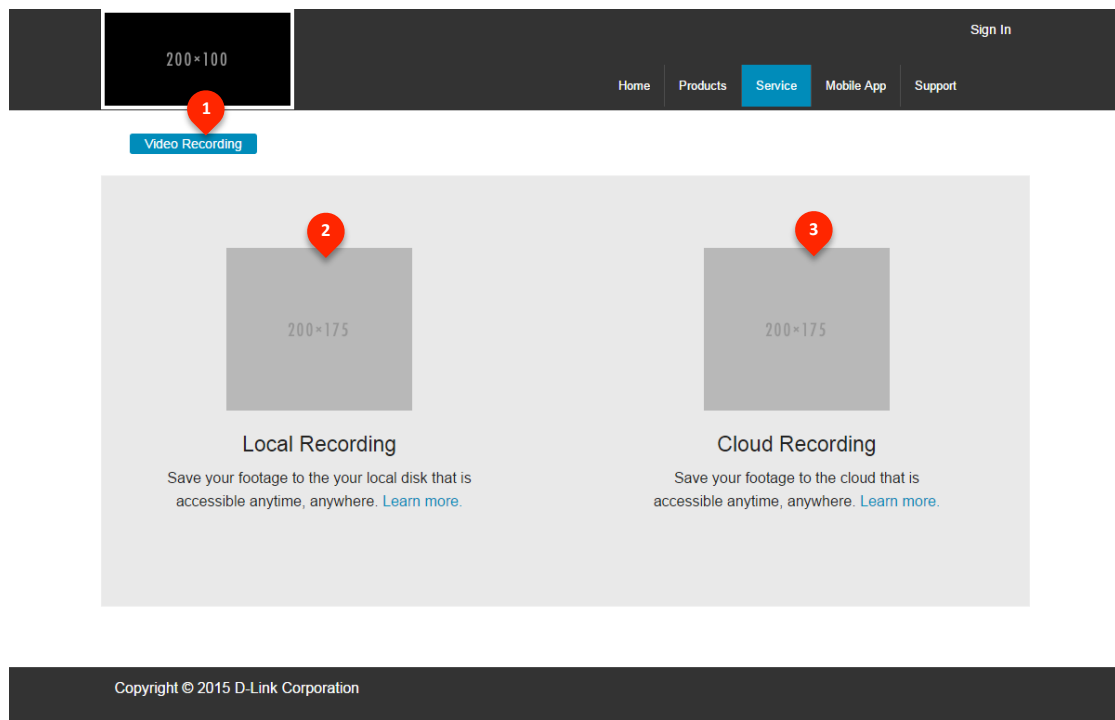 Sign In
200×100
Home Products Service Mobile App Support
1
Video Recording
2
3
200×175
200×175
Local Recording
Save your footage to the your local disk that is
accessible anytime, anywhere. Learn more.
Cloud Recording
Save your footage to the cloud that is
accessible anytime, anywhere. Learn more.
Copyright © 2015 D-Link Corporation